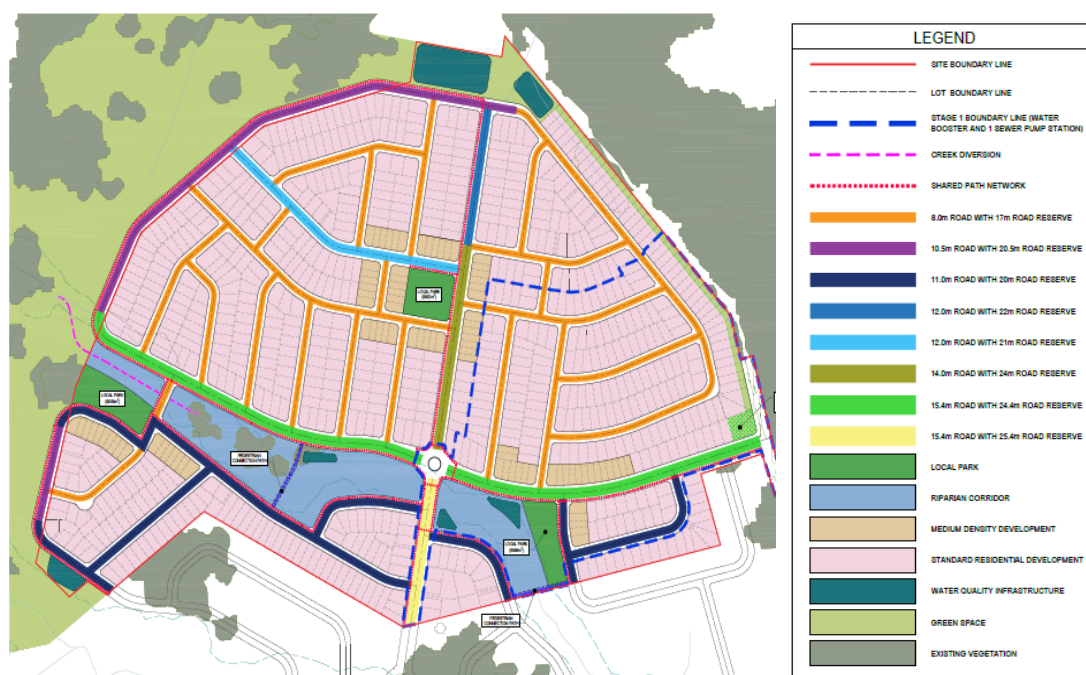 LOCAL PARK
LOCAL PARK
PEDESTRIAN
CONNECTION PATH
LOCAL PARK
PEDESTRIAN
CONNECTION PATH
LEGEND
SITE BOUNDARY LINE
LOT BOUNDARY LINE
STAGE 1 BOUNDARY LINE (WATER
BOOSTER AND 1 SEWER PUMP STATION)
CREEK DIVERSION
SHARED PATH NETWORK
8.0m ROAD WITH 17m ROAD RESERVE
10.5m ROAD WITH 20.5m ROAD RESERVE
11.0m ROAD WITH 20m ROAD RESERVE
12.0m ROAD WITH 22m ROAD RESERVE
12.0m ROAD WITH 21m ROAD RESERVE
14.0m ROAD WITH 24m ROAD RESERVE
15.4m ROAD WITH 24.4m ROAD RESERVE
15.4m ROAD WITH 25.4m ROAD RESERVE
LOCAL PARK
RIPARIAN CORRIDOR
MEDIUM DENSITY DEVELOPMENT
STANDARD RESIDENTIAL DEVELOPMENT
WATER QUALITY INFRASTRUCTURE
GREEN SPACE
EXISTING VEGETATION